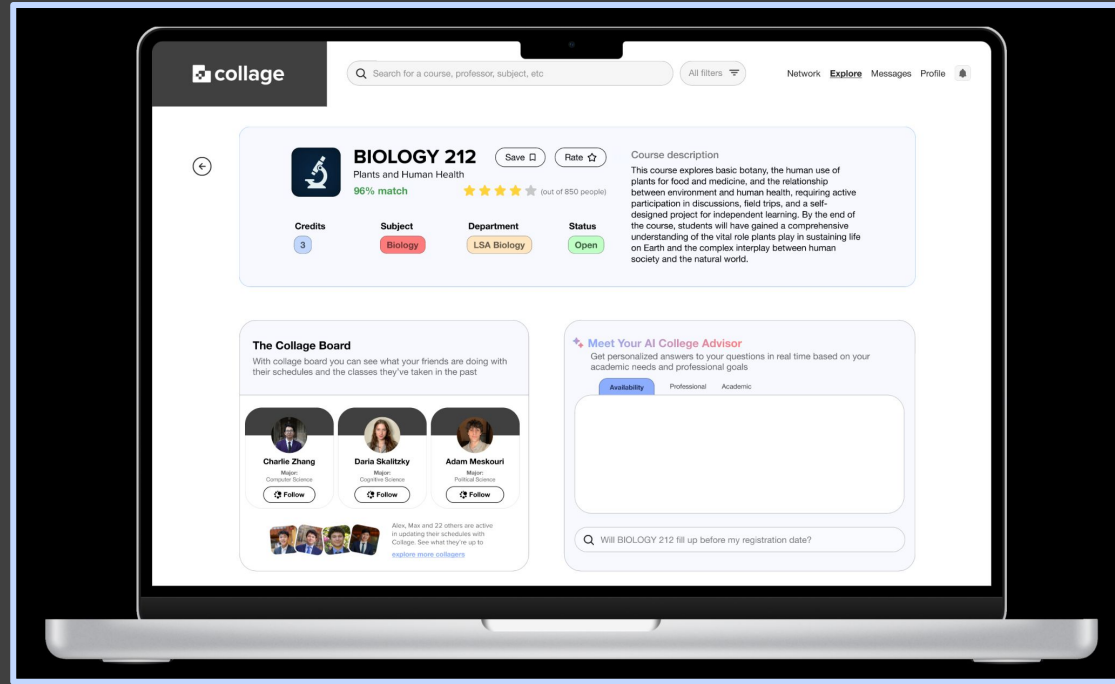 collage
Search for a course, professor, subject, etc
All filters
Network Explore Messages Profile
BIOLOGY 212
Save
Rate
Plants and Human Health
96% match
(out of 850 people)
Credits
3
Subject
Biology
Department
LSA Biology
Status
Open
Course description
This course explores basic botany, the human use of
plants for food and medicine, and the relationship
between environment and human health, requiring active
participation in discussions, field trips, and a self-
designed project for independent learning. By the end of
the course, students will have gained a comprehensive
understanding of the vital role plants play in sustaining life
on Earth and the complex interplay between human
society and the natural world.
The Collage Board
With collage board you can see what your friends are doing with
their schedules and the classes they've taken in the past
Charlie Zhang
Major:
Computer Science
Follow
Daria Skalitzky
Major:
Cognitive Science
Follow
Adam Meskouri
Major:
Political Science
Follow
Alex, Max and 22 others are active
in updating their schedules with
Collage. See what they're up to
explore more collagers
Meet Your AI College Advisor
Get personalized answers to your questions in real time based on your
academic needs and professional goals
Availability Professional Academic
Will BIOLOGY 212 fill up before my registration date?